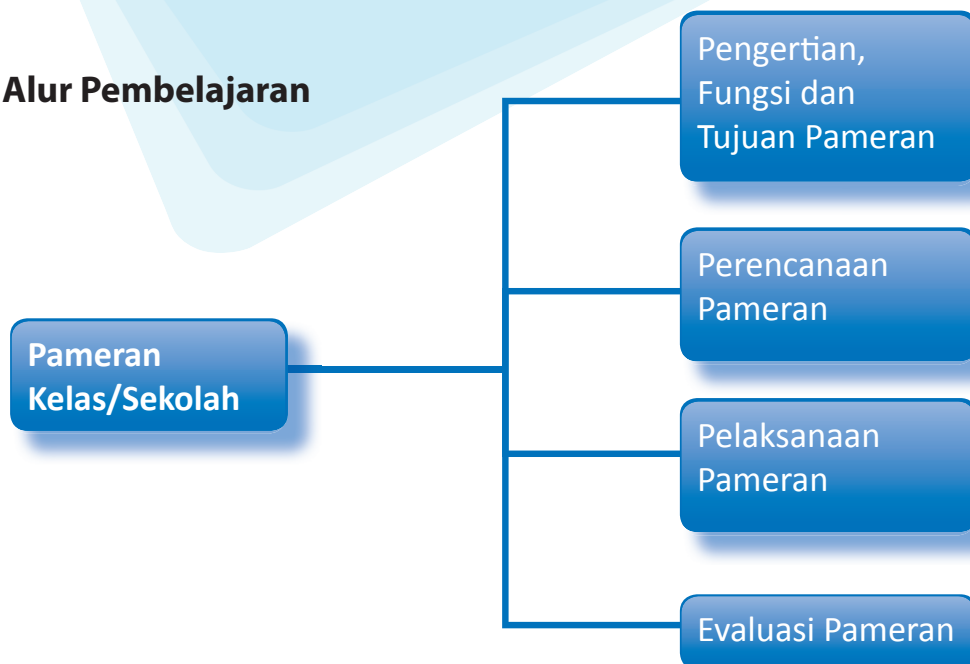 Alur Pembelajaran
Pameran
Kelas/Sekolah
Pengertian,
Fungsi dan
Tujuan Pameran
Perencanaan
Pameran
Pelaksanaan
Pameran
Evaluasi Pameran